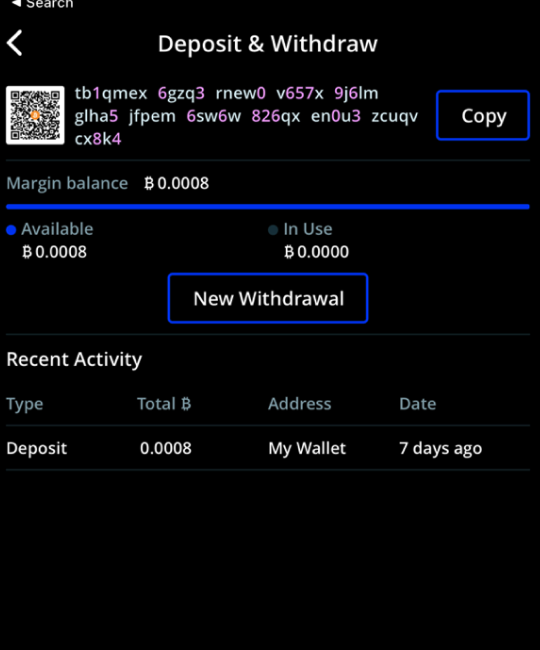 ◄ Search
Deposit & Withdraw
tb1qmex 6gzq3 rnew0 v657x 9j6lm
glha5 jfpem 6sw6w 826qx en0u3 zcuqv
cx8k4
Copy
Margin balance ₿ 0.0008
Available In Use
₿ 0.0008 ₿ 0.0000
New Withdrawal
Recent Activity
Type Total ₿ Address Date
Deposit 0.0008 My Wallet 7 days ago